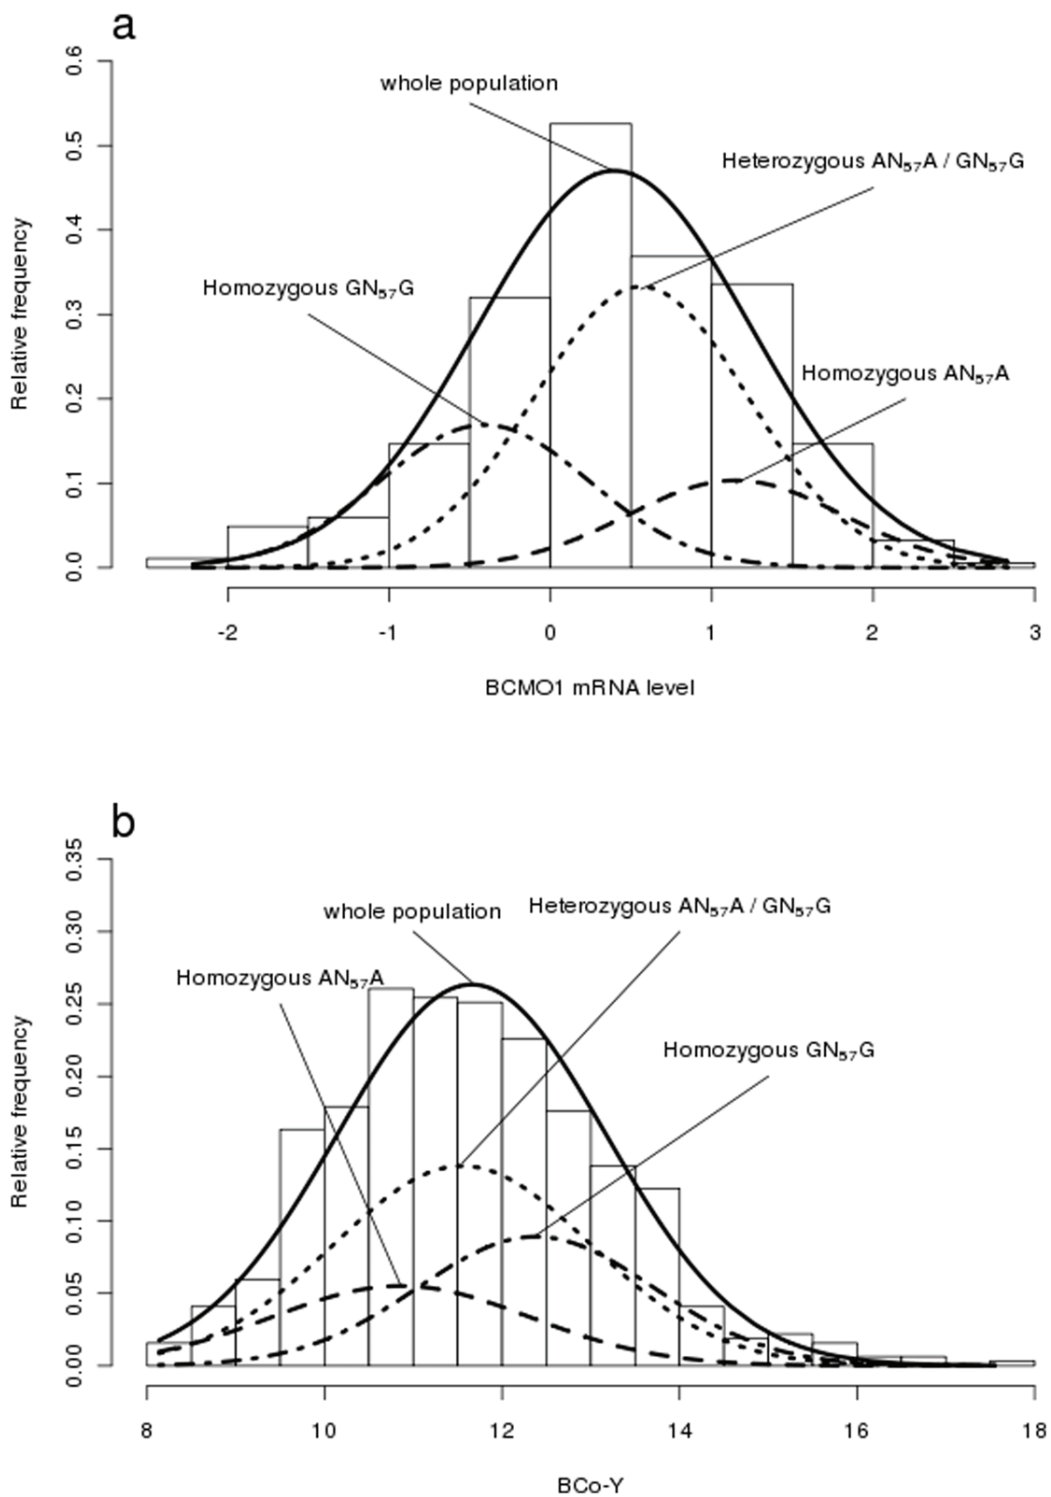 a
0.6
0.5
0.4
0.3
0.2
0.1
0.0
Relative frequency
whole population
Heterozygous AN₅₇A / GN₅₇G
Homozygous GN₅₇G
Homozygous AN₅₇A
-2 -1 0 1 2 3
BCMO1 mRNA level
b
0.35
0.30
0.25
0.20
0.15
0.10
0.05
0.00
Relative frequency
whole population
Heterozygous AN₅₇A / GN₅₇G
Homozygous AN₅₇A
Homozygous GN₅₇G
8 10 12 14 16 18
BCo-Y